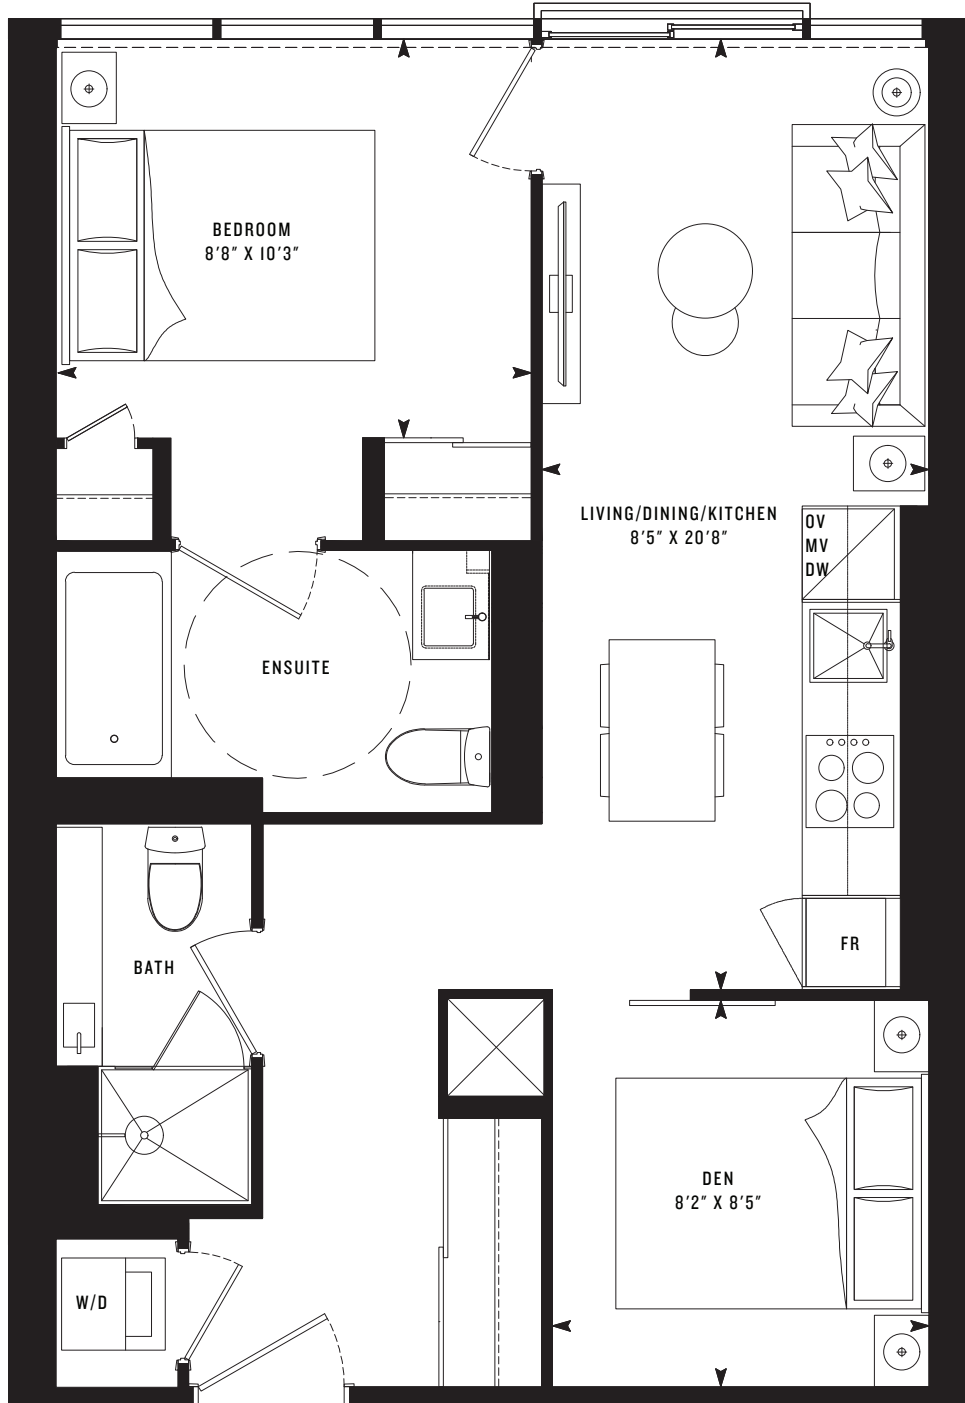 BEDROOM
8'8" X 10'3"
LIVING/DINING/KITCHEN
8'5" X 20'8"
OV
MV
DW
ENSUITE
FR
BATH
DEN
8'2" X 8'5"
W/D